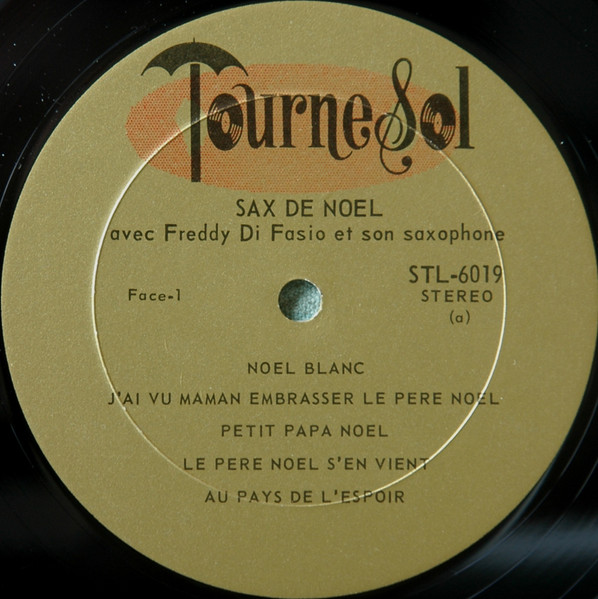 TourneSol
SAX DE NOEL
avec Freddy Di Fasio et son saxophone
STL-6019
Face-1
STEREO
(a)
NOEL BLANC
J'AI VU MAMAN EMBRASSER LE PERE NOEL
PETIT PAPA NOEL
LE PERE NOEL S'EN VIENT
AU PAYS DE L'ESPOIR